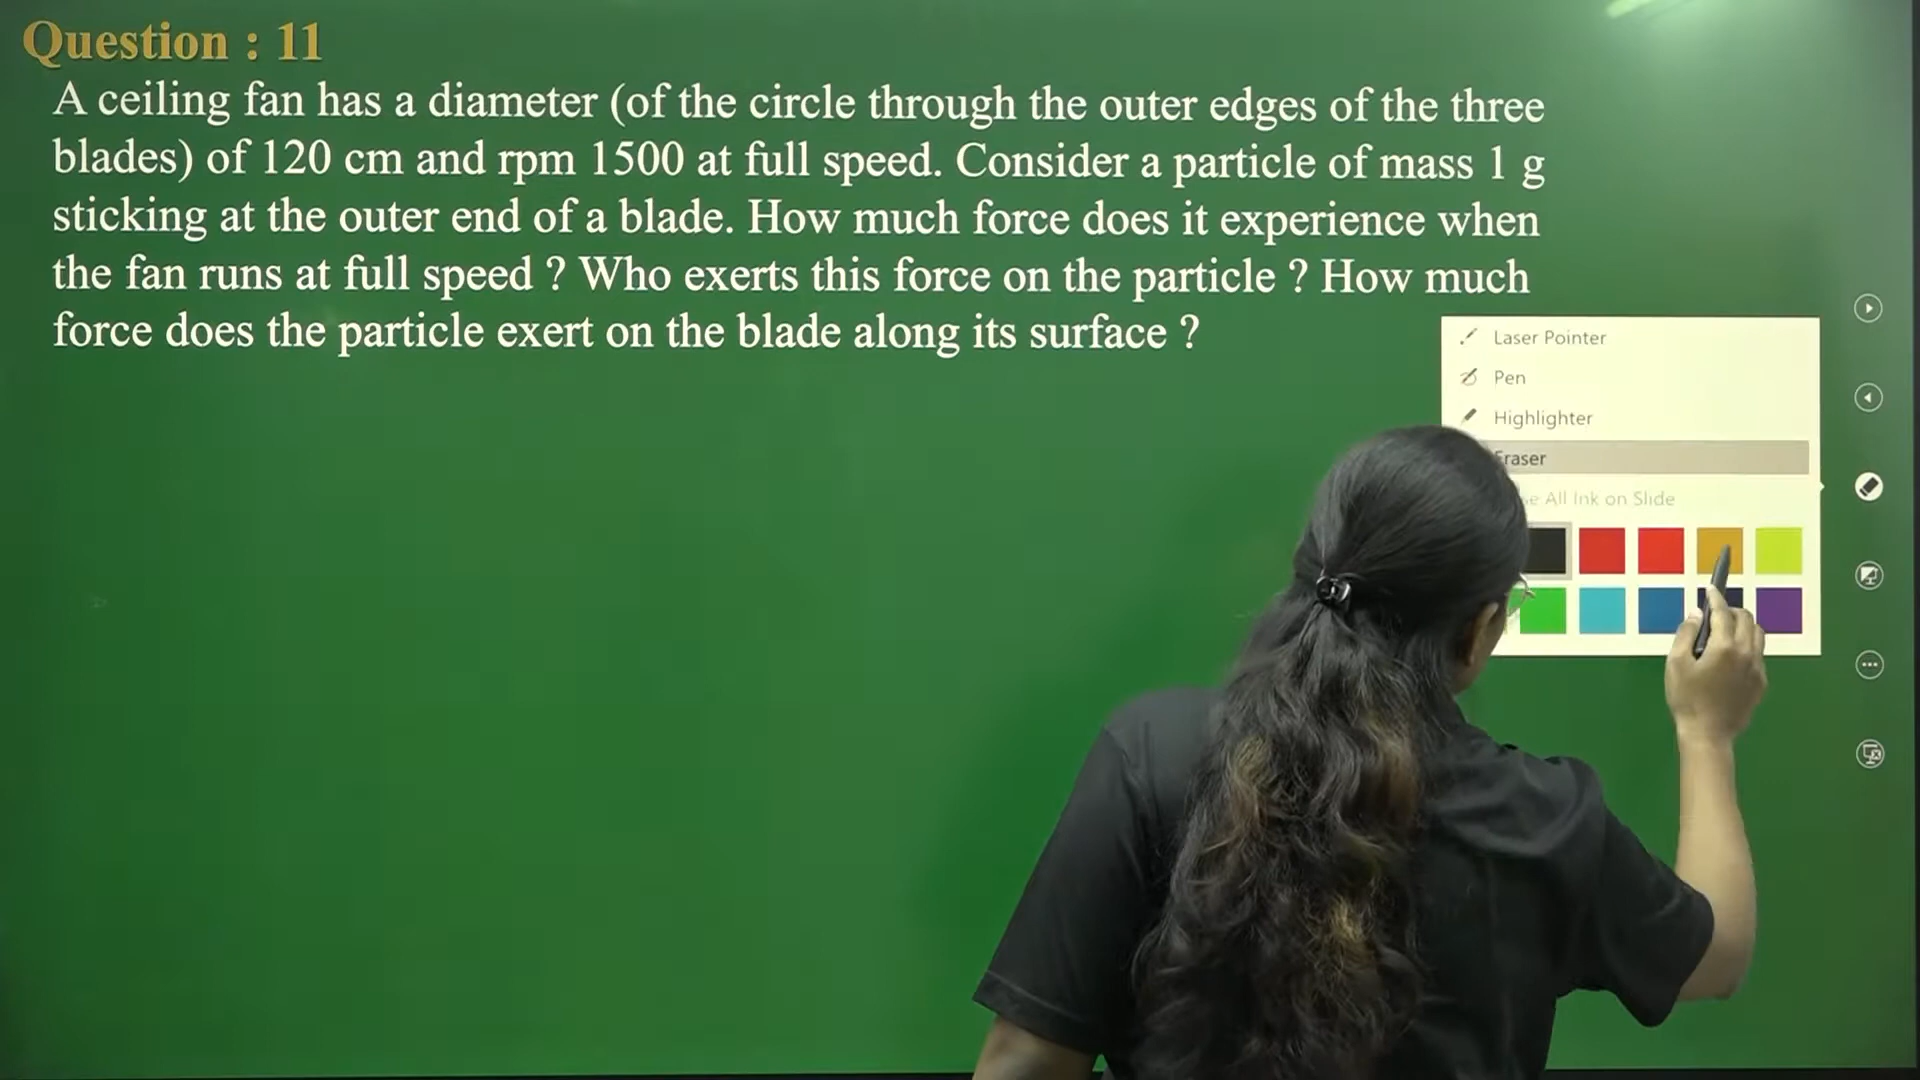 Question : 11
A ceiling fan has a diameter (of the circle through the outer edges of the three
blades) of 120 cm and rpm 1500 at full speed. Consider a particle of mass 1 g
sticking at the outer end of a blade. How much force does it experience when
the fan runs at full speed ? Who exerts this force on the particle ? How much
force does the particle exert on the blade along its surface ?
Laser Pointer
Pen
Highlighter
Eraser
All Ink on Slide